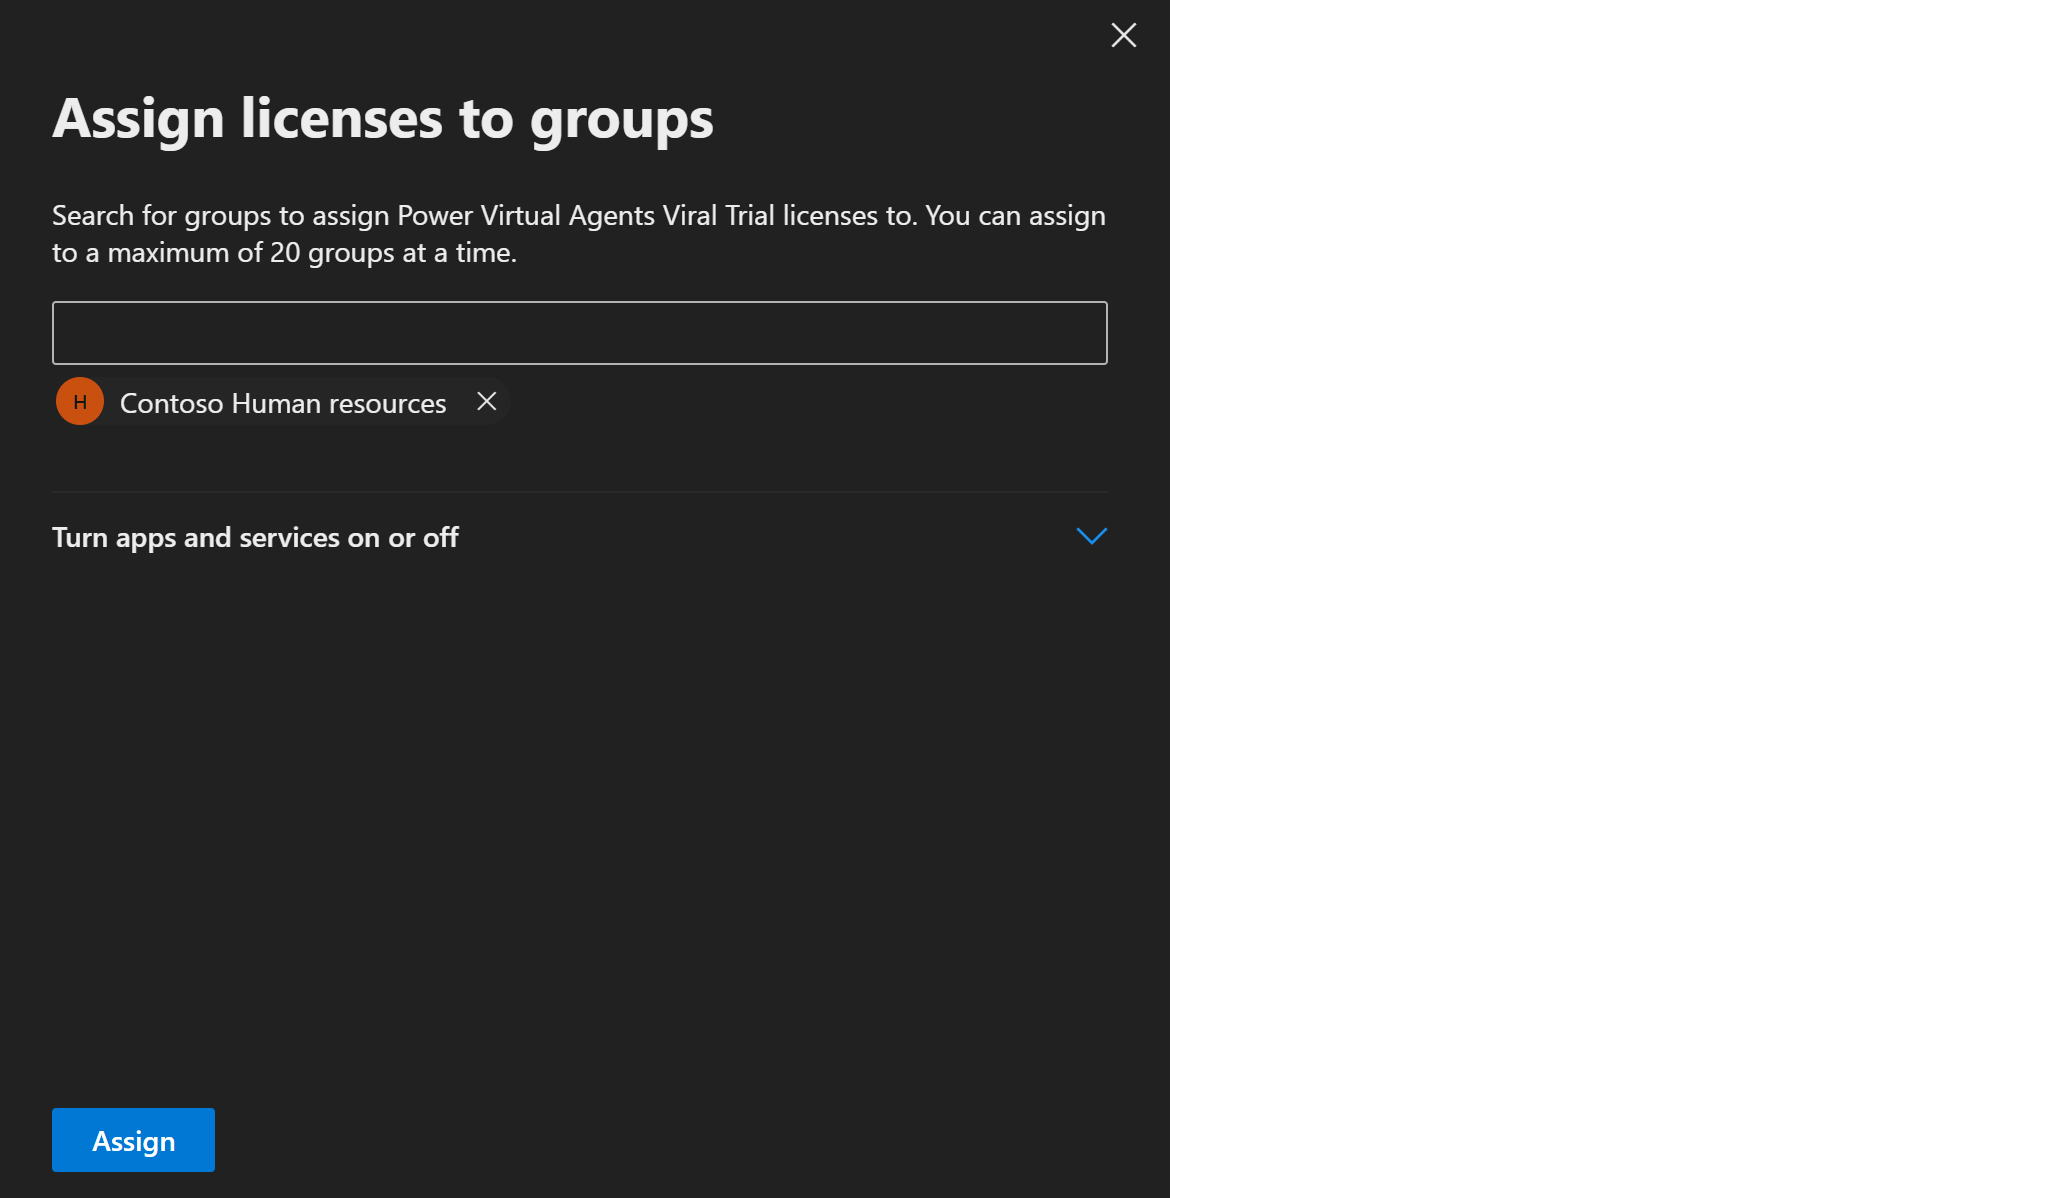 Assign licenses to groups
Search for groups to assign Power Virtual Agents Viral Trial licenses to. You can assign
to a maximum of 20 groups at a time.
H Contoso Human resources
Turn apps and services on or off
Assign